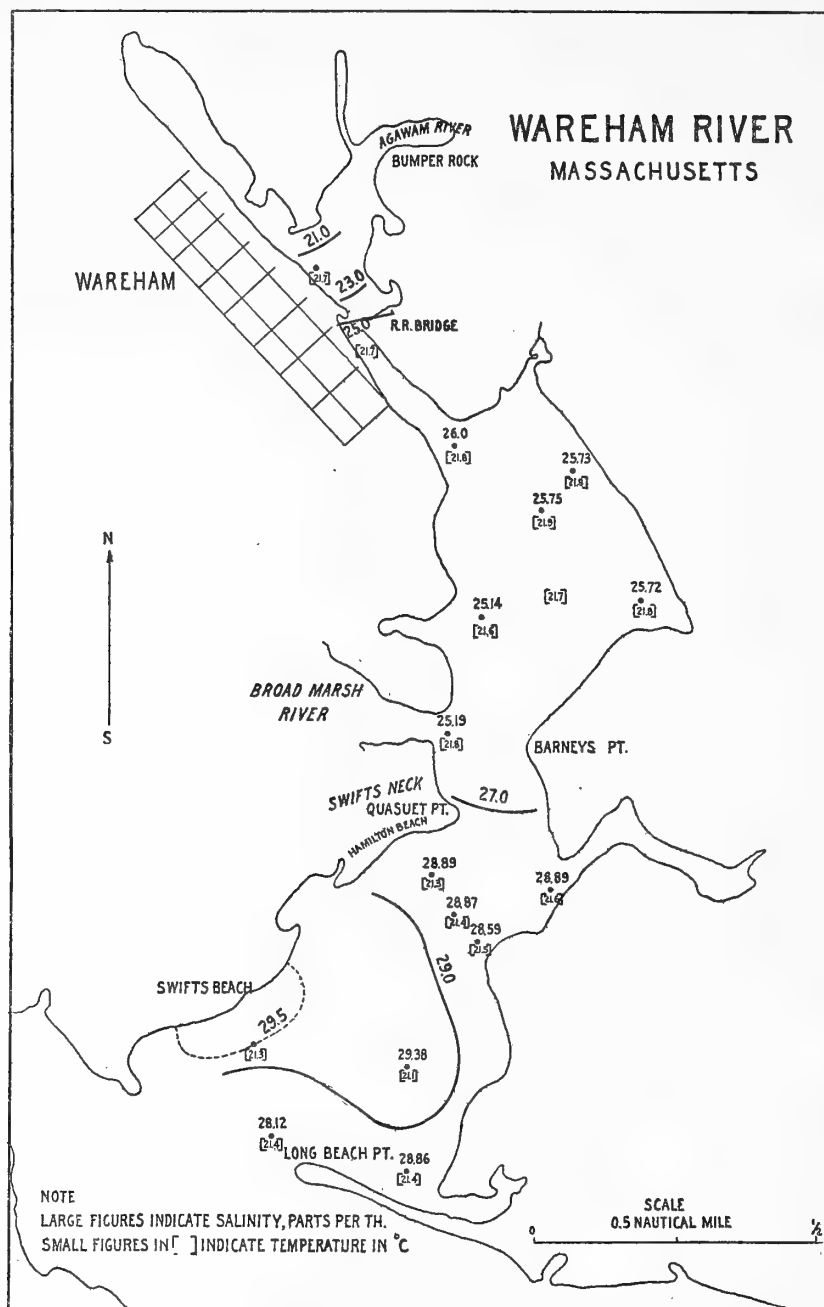 WAREHAM RIVER
MASSACHUSETTS
AGAWAM RIVER
BUMPER ROCK
21.0
WAREHAM
[21.7]
23.0
25.0
R.R. BRIDGE
[21.7]
26.0
[21.8]
25.73
[21.8]
25.75
[21.9]
N
S
[21.7]
25.72
[21.8]
25.14
[21.6]
BROAD MARSH
RIVER
25.19
[21.8]
BARNEYS PT.
SWIFTS NECK
QUASUET PT.
HAMILTON BEACH
27.0
28.89
[21.3]
28.89
[21.6]
28.87
[21.4]
28.59
[21.5]
29.0
SWIFTS BEACH
29.5
[21.3]
29.38
[21.1]
28.12
[21.4]
LONG BEACH PT.
28.86
[21.4]
NOTE
LARGE FIGURES INDICATE SALINITY, PARTS PER TH.
SMALL FIGURES IN [ ] INDICATE TEMPERATURE IN °C
SCALE
0.5 NAUTICAL MILE
0
½